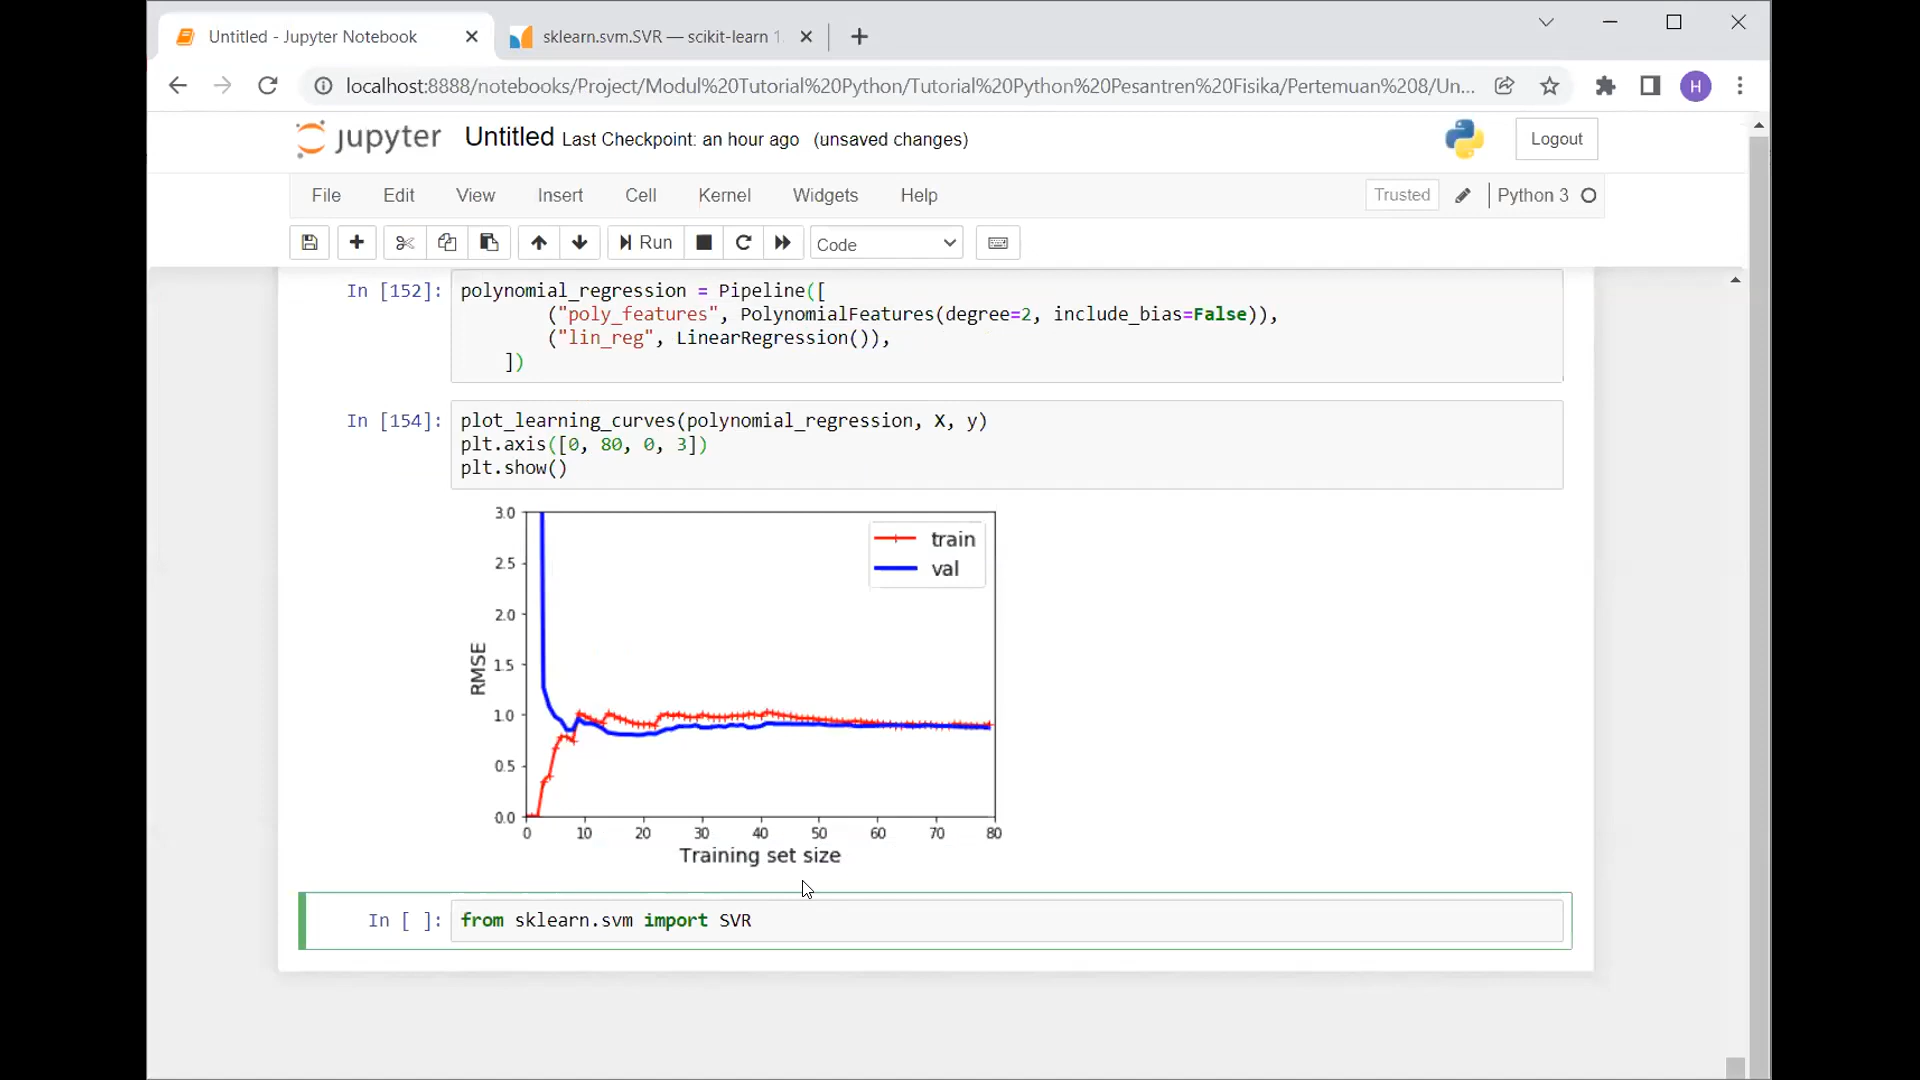 Untitled - Jupyter Notebook
sklearn.svm.SVR — scikit-learn 1.
localhost:8888/notebooks/Project/Modul%20Tutorial%20Python/Tutorial%20Python%20Pesantren%20Fisika/Pertemuan%208/Un...
H
jupyter Untitled Last Checkpoint: an hour ago (unsaved changes)
Logout
File Edit View Insert Cell Kernel Widgets Help
Trusted
Python 3
Run
Code
In [152]: polynomial_regression = Pipeline([
("poly_features", PolynomialFeatures(degree=2, include_bias=False)),
("lin_reg", LinearRegression()),
])
In [154]: plot_learning_curves(polynomial_regression, X, y)
plt.axis([0, 80, 0, 3])
plt.show()
3.0
2.5
2.0
1.5
1.0
0.5
0.0
RMSE
train
val
0 10 20 30 40 50 60 70 80
Training set size
In [ ]: from sklearn.svm import SVR